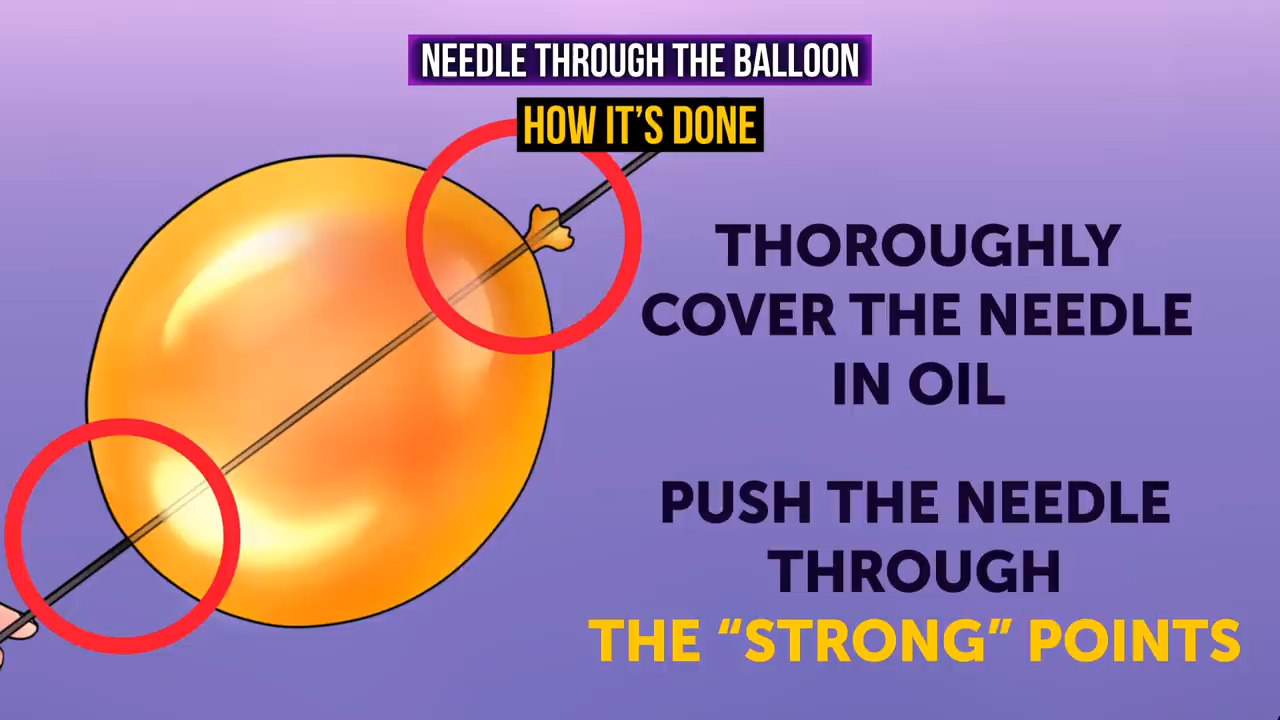 NEEDLE THROUGH THE BALLOON
HOW IT’S DONE
THOROUGHLY
COVER THE NEEDLE
IN OIL
PUSH THE NEEDLE
THROUGH
THE “STRONG” POINTS